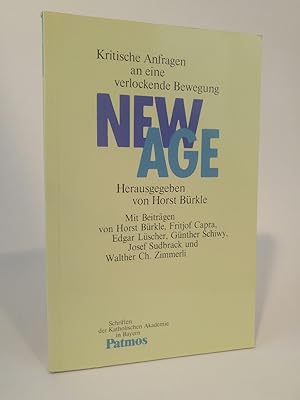 Kritische Anfragen
an eine
verlockende Bewegung
NEW
AGE
Herausgegeben
von Horst Bürkle
Mit Beiträgen
von Horst Bürkle, Fritjof Capra,
Edgar Lüscher, Günther Schiwy,
Josef Sudbrack und
Walther Ch. Zimmerli
Schriften
der Katholischen Akademie
in Bayern
Patmos